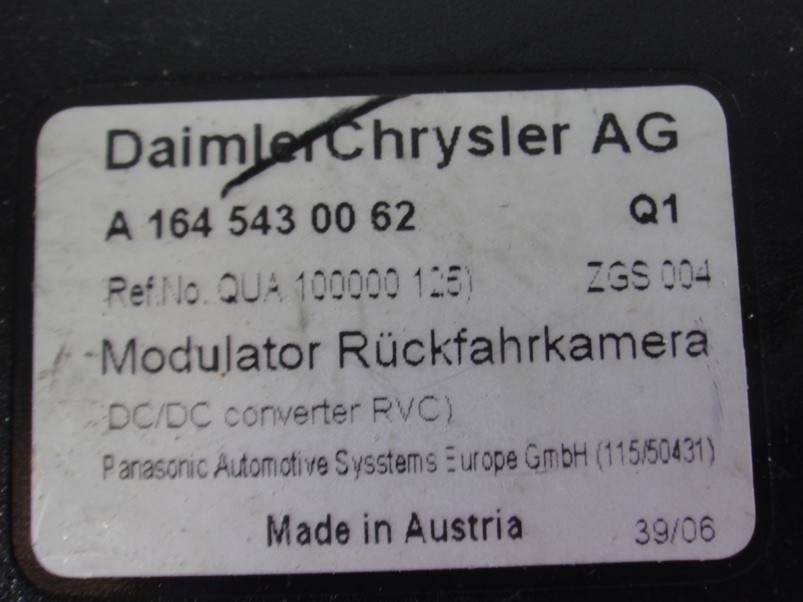 DaimlerChrysler AG
A 164 543 00 62 Q1
Ref.No. QUA 100000 125) ZGS 004
Modulator Rückfahrkamera
DC/DC converter RVC)
Panasonic Automotive Sysstems Europe GmbH (115/50431)
Made in Austria 39/06